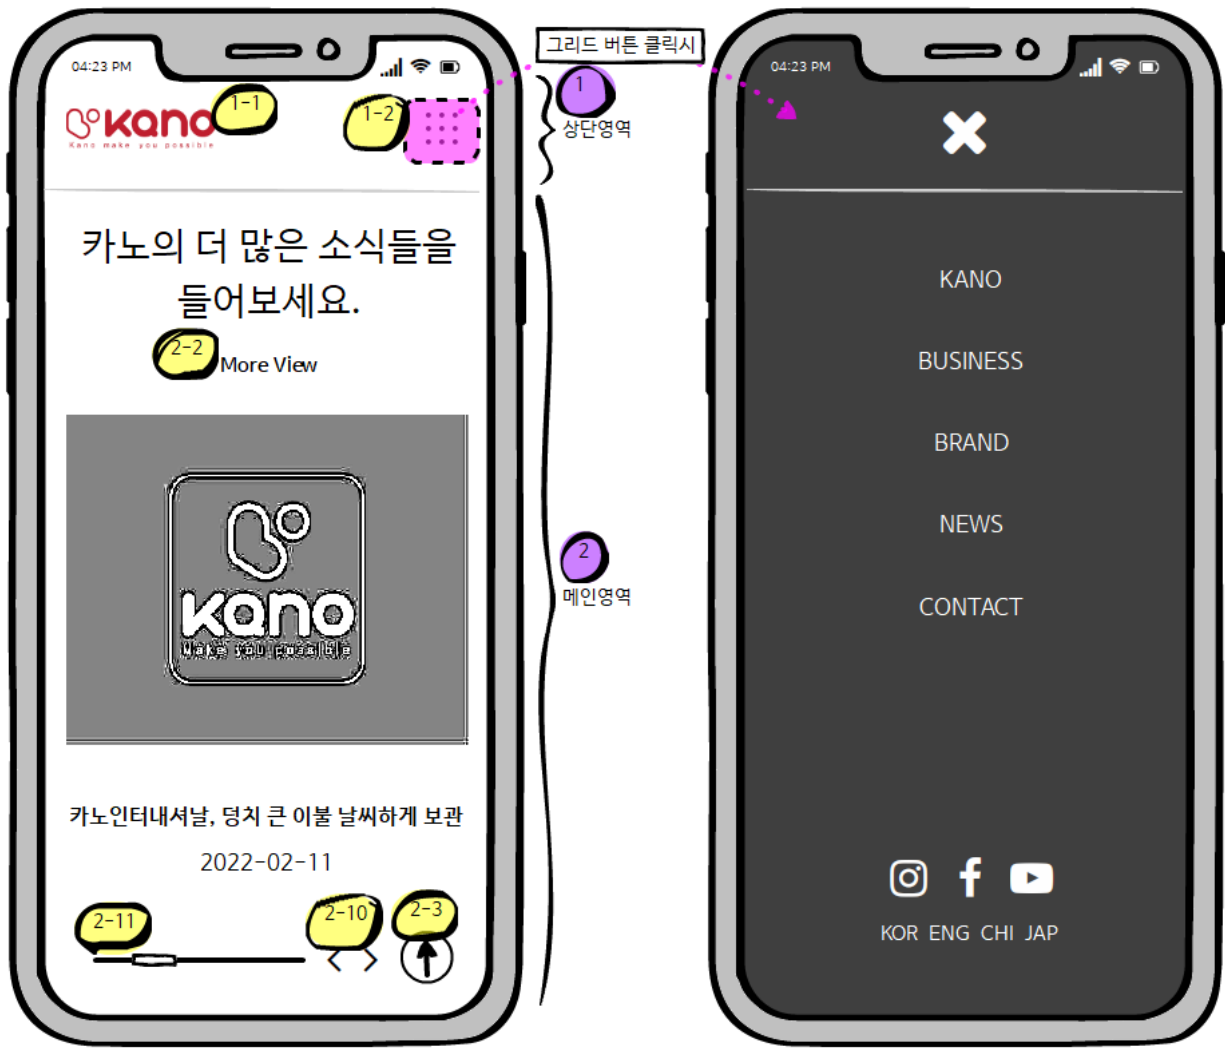 04:23 PM
kano
Kano make you possible
1-1
1-2
카노의 더 많은 소식들을
들어보세요.
2-2
More View
kano
Make you possible
카노인터내셔날, 덩치 큰 이불 날씨하게 보관
2022-02-11
2-11
2-10
2-3
그리드 버튼 클릭시
1
상단영역
2
메인영역
04:23 PM
KANO
BUSINESS
BRAND
NEWS
CONTACT
KOR ENG CHI JAP